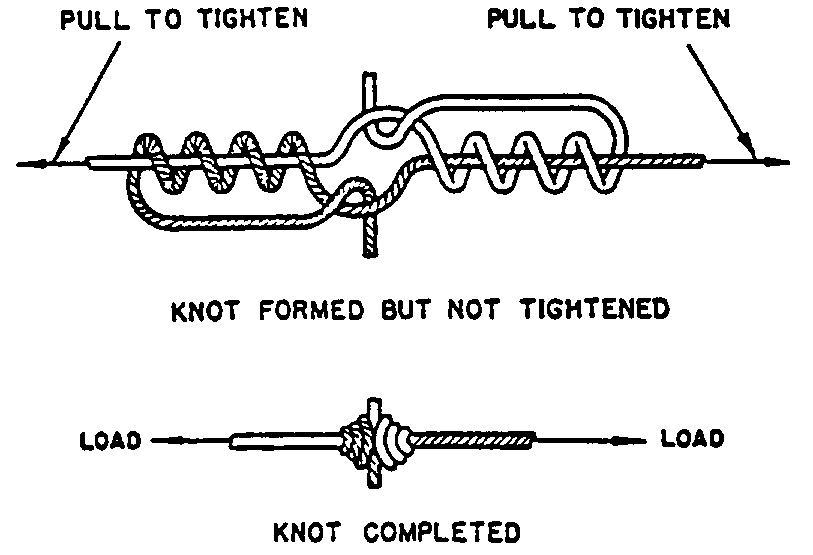 PULL TO TIGHTEN
PULL TO TIGHTEN
KNOT FORMED BUT NOT TIGHTENED
LOAD
LOAD
KNOT COMPLETED